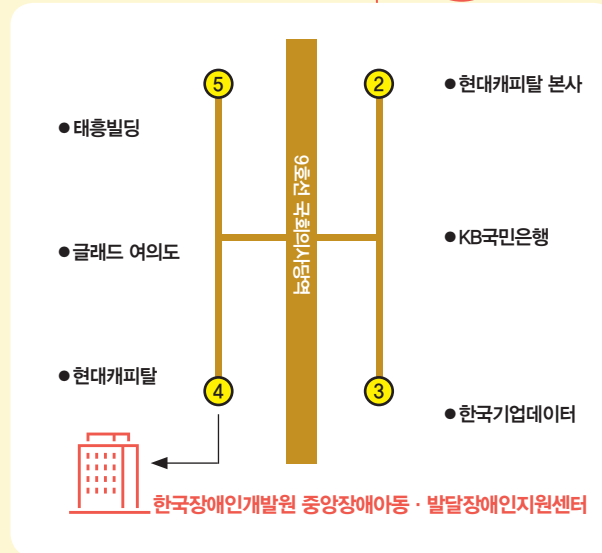 5
2
●현대캐피탈 본사
●태흥빌딩
9호선 국회의사당역
●KB국민은행
●글래드 여의도
●현대캐피탈
4
3
●한국기업데이터
한국장애인개발원 중앙장애아동·발달장애인지원센터